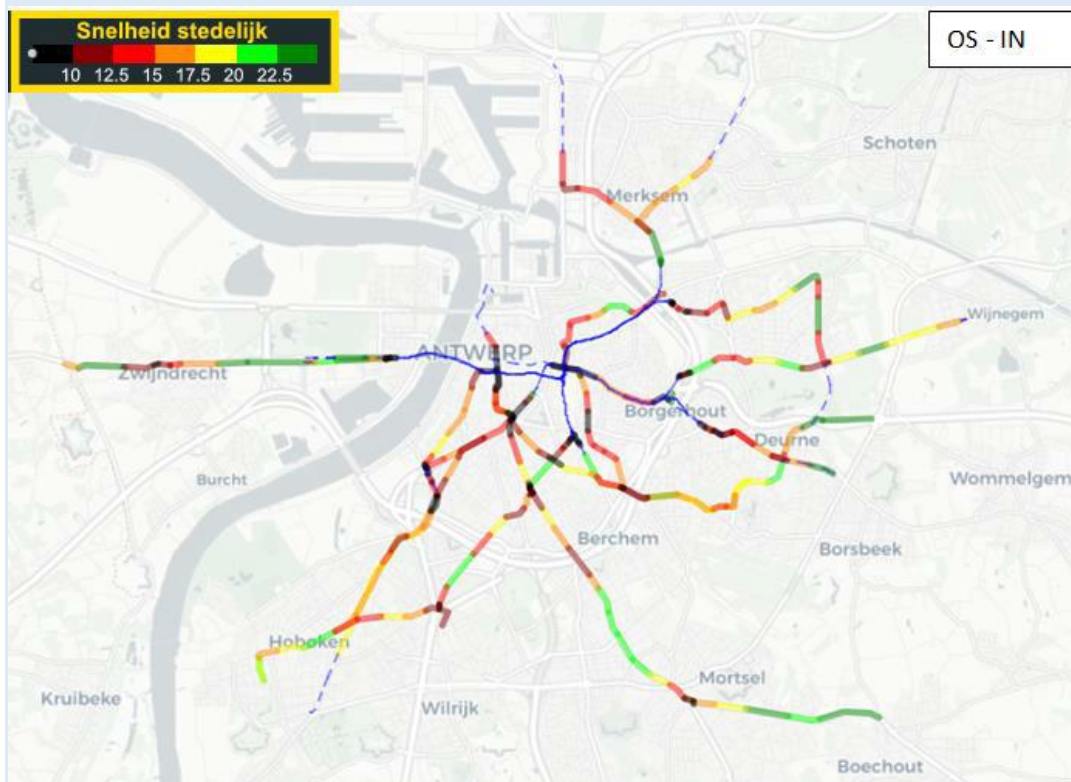 Snelheid stedelijk
10 12.5 15 17.5 20 22.5
OS - IN
Schoten
Merksem
Wijnegem
ANTWERP
Zwijndrecht
Borgerhout
Deurne
Burcht
Wommelgem
Berchem
Borsbeek
Hoboken
Mortsel
Kruibeke
Wilrijk
Boechout